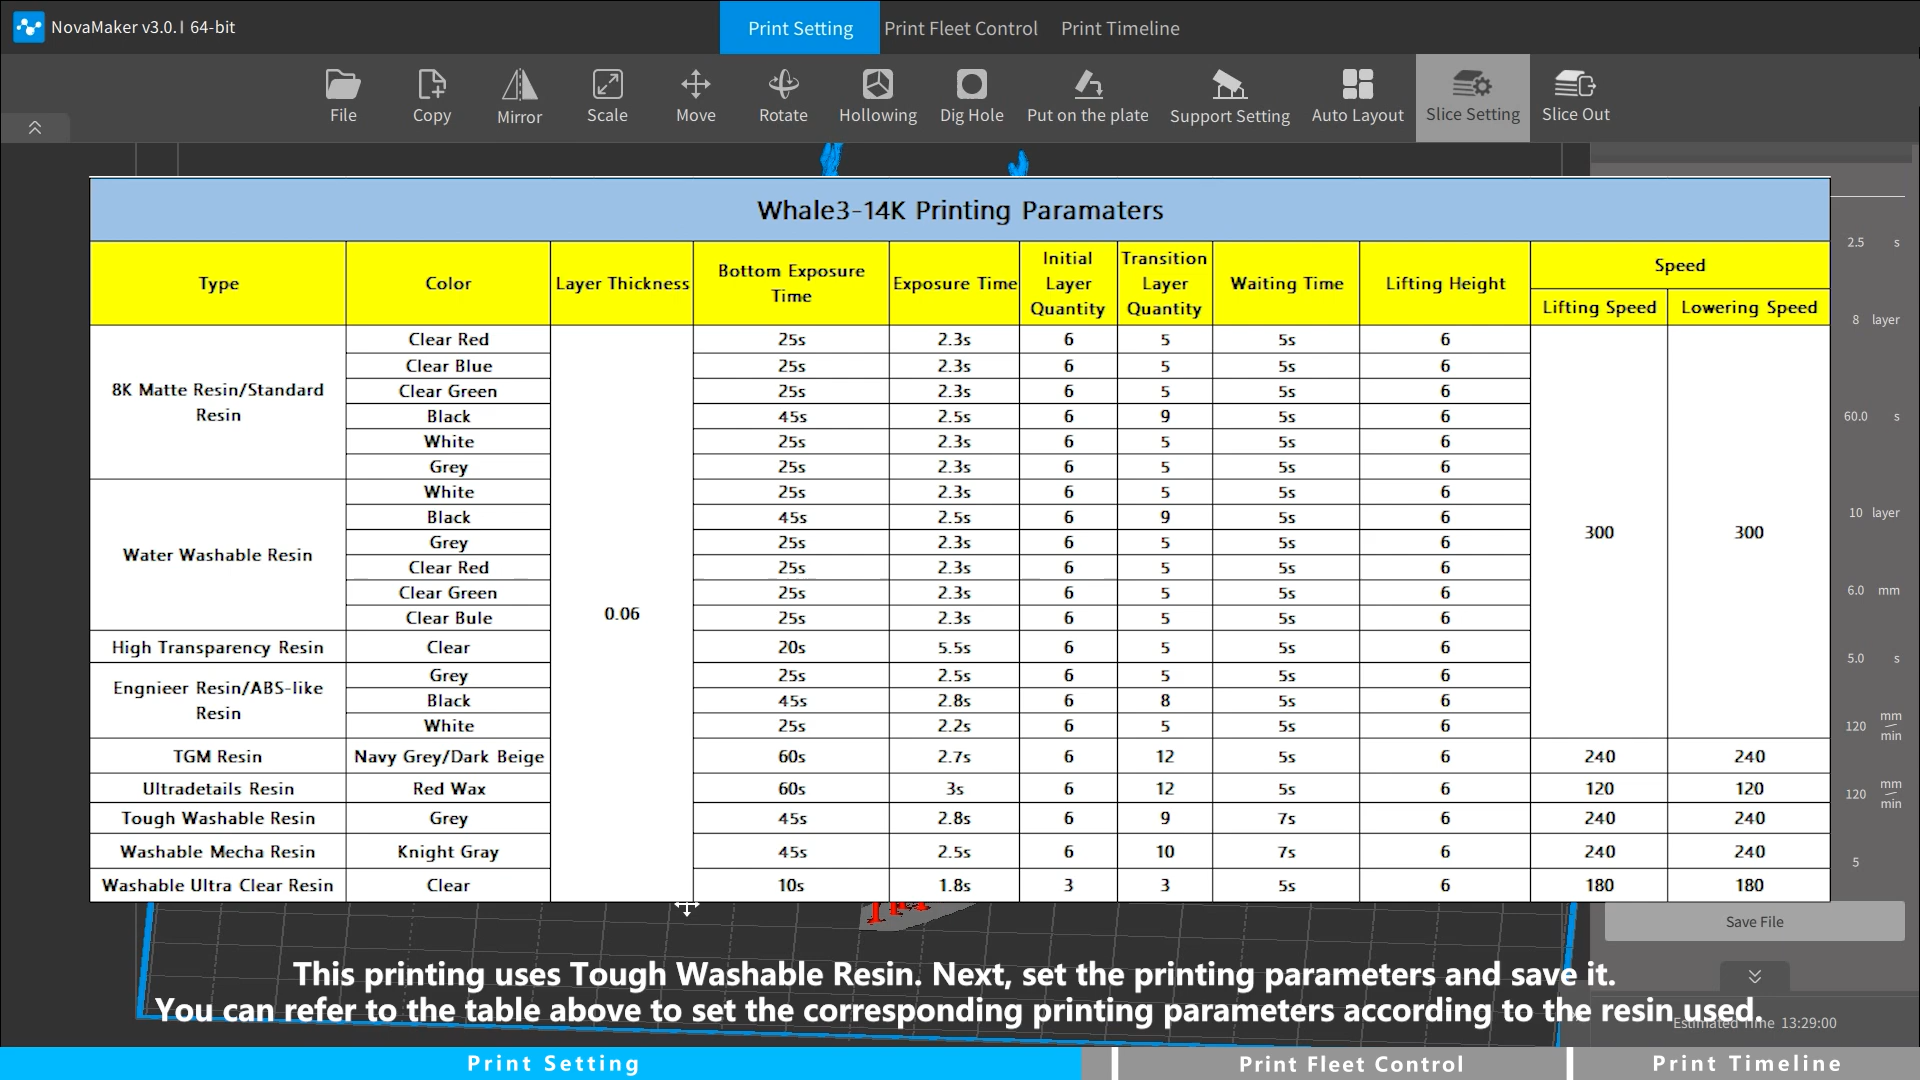 NovaMaker v3.0.1 64-bit
Print Setting Print Fleet Control Print Timeline
File Copy Mirror Scale Move Rotate Hollowing Dig Hole Put on the plate Support Setting Auto Layout Slice Setting Slice Out
Whale3-14K Printing Paramaters
Type Color Layer Thickness Bottom Exposure Time Exposure Time Initial Layer Quantity Transition Layer Quantity Waiting Time Lifting Height Speed
Lifting Speed Lowering Speed
8K Matte Resin/Standard Resin
Clear Red 25s 2.3s 6 5 5s 6
Clear Blue 25s 2.3s 6 5 5s 6
Clear Green 25s 2.3s 6 5 5s 6
Black 45s 2.5s 6 9 5s 6
White 25s 2.3s 6 5 5s 6
Grey 25s 2.3s 6 5 5s 6
Water Washable Resin
White 25s 2.3s 6 5 5s 6
Black 45s 2.5s 6 9 5s 6
Grey 25s 2.3s 6 5 5s 6
300 300
Clear Red 25s 2.3s 6 5 5s 6
Clear Green 25s 2.3s 6 5 5s 6
Clear Bule 25s 2.3s 6 5 5s 6
0.06
High Transparency Resin Clear 20s 5.5s 6 5 5s 6
Engnieer Resin/ABS-like Resin
Grey 25s 2.5s 6 5 5s 6
Black 45s 2.8s 6 8 5s 6
White 25s 2.2s 6 5 5s 6
TGM Resin Navy Grey/Dark Beige 60s 2.7s 6 12 5s 6 240 240
Ultradetails Resin Red Wax 60s 3s 6 12 5s 6 120 120
Tough Washable Resin Grey 45s 2.8s 6 9 7s 6 240 240
Washable Mecha Resin Knight Gray 45s 2.5s 6 10 7s 6 240 240
Washable Ultra Clear Resin Clear 10s 1.8s 3 3 5s 6 180 180
2.5 s
8 layer
60.0 s
10 layer
6.0 mm
5.0 s
120 mm/min
120 mm/min
5
Save File
This printing uses Tough Washable Resin. Next, set the printing parameters and save it.
You can refer to the table above to set the corresponding printing parameters according to the resin used.
Estimated Time 13:29:00
Print Setting Print Fleet Control Print Timeline